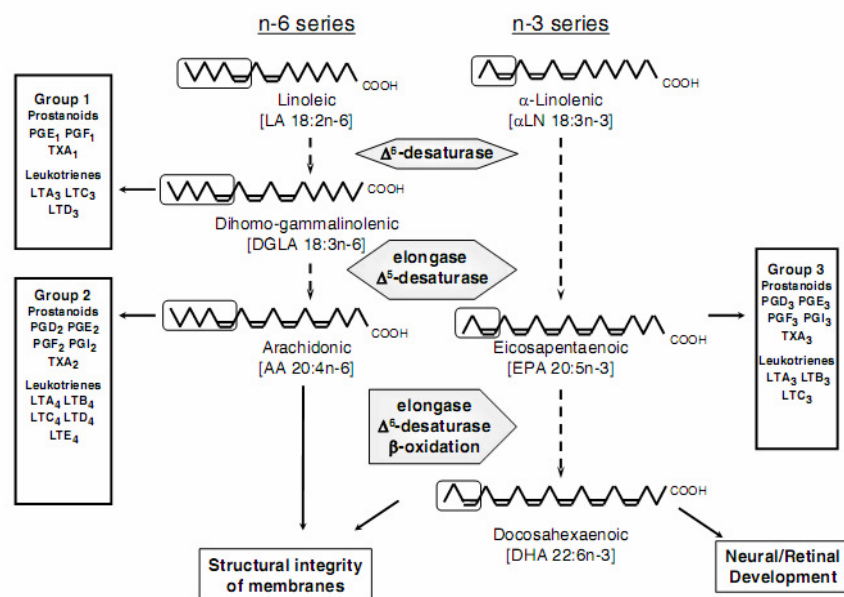 n-6 series
n-3 series
COOH
Linoleic
[LA 18:2n-6]
COOH
α-Linolenic
[αLN 18:3n-3]
Δ⁶-desaturase
Group 1
Prostanoids
PGE₁ PGF₁
TXA₁
Leukotrienes
LTA₃ LTC₃
LTD₃
COOH
Dihomo-gammalinolenic
[DGLA 18:3n-6]
elongase
Δ⁵-desaturase
Group 2
Prostanoids
PGD₂ PGE₂
PGF₂ PGI₂
TXA₂
Leukotrienes
LTA₄ LTB₄
LTC₄ LTD₄
LTE₄
COOH
Arachidonic
[AA 20:4n-6]
COOH
Eicosapentaenoic
[EPA 20:5n-3]
Group 3
Prostanoids
PGD₃ PGE₃
PGF₃ PGI₃
TXA₃
Leukotrienes
LTA₃ LTB₃
LTC₃
elongase
Δ⁶-desaturase
β-oxidation
COOH
Docosahexaenoic
[DHA 22:6n-3]
Structural integrity
of membranes
Neural/Retinal
Development